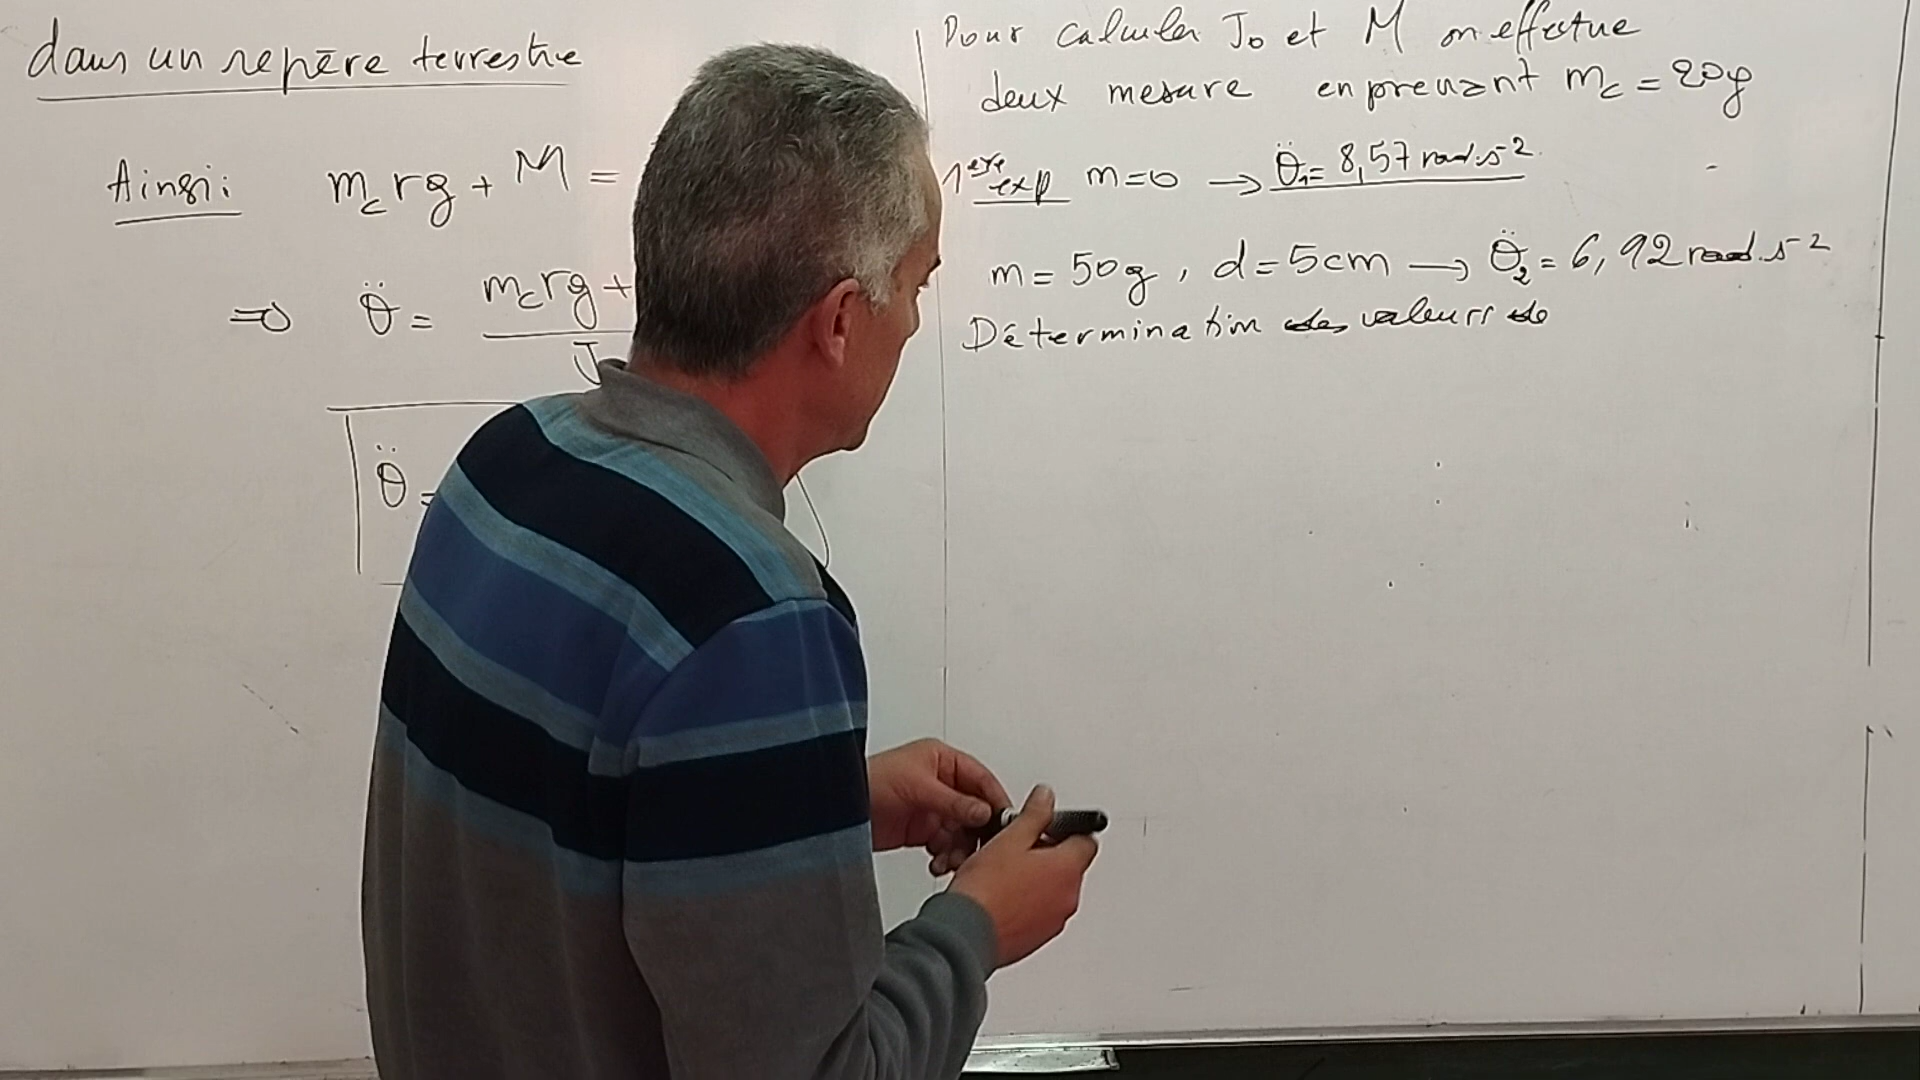 dans un repère terrestre
Ainsi: m_c r g + M =
⇒ θ̈ = m_c r g +
J
θ̈ =
Pour calculer J₀ et M on effectue
deux mesure en prenant m_c = 20g
1ère exp m=0 → θ̈₁= 8,57 rad.s⁻²
m= 50g, d=5cm → θ̈₂= 6,92 rad.s⁻²
Détermination des valeurs de